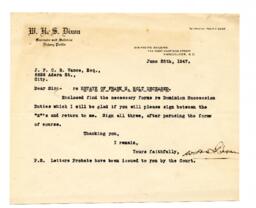 W. H. S. Dixon
Barrister and Solicitor
Notary Public
VANCOUVER, B.C.
June 25th, 1947.
J. F. C. B. Vance, Esq.,
City.
Dear Sir:- re ESTATE OF FRANK E. HOLT DECEASED.
Enclosed find the necessary forms re Dominion Succession
Duties which I will be glad if you will please sign between the
"X"s and return to me. Sign all three, after perusing the forms
of course.
Thanking you,
I remain,
Yours faithfully,
P.S. Letters Probate have been issued to you by the Court.